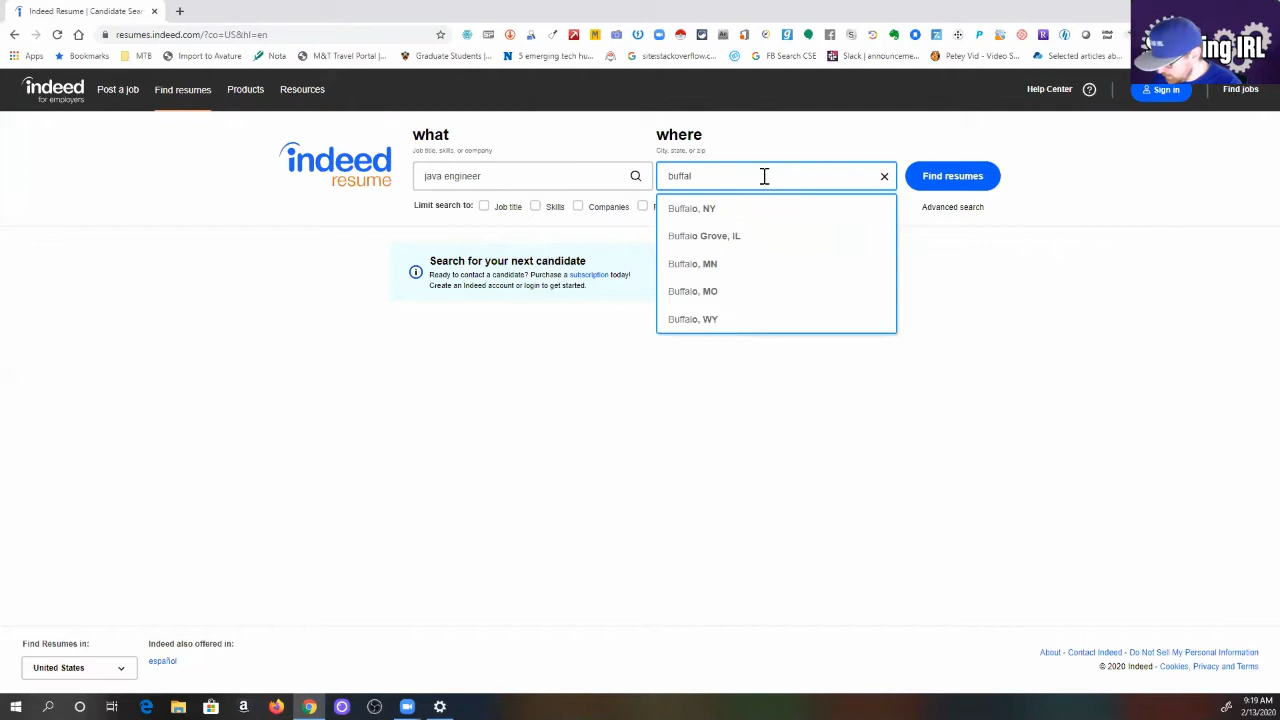 Indeed Resume | Candidate Sear
resumes.indeed.com/?co=US&hl=en
Apps
Bookmarks
MTB
Import to Avature
Nota
M&T Travel Portal |...
Graduate Students |...
5 emerging tech hu...
sitesstackoverflow.c...
FB Search CSE
Slack | announceme...
Petey Vid - Video S...
Selected articles ab...
ing IRL
indeed
for employers
Post a job
Find resumes
Products
Resources
Help Center
Sign in
Find jobs
indeed
resume
what
Job title, skills, or company
java engineer
where
City, state, or zip
buffal
Find resumes
Limit search to:
Job title
Skills
Companies
Advanced search
Buffalo, NY
Buffalo Grove, IL
Buffalo, MN
Buffalo, MO
Buffalo, WY
Search for your next candidate
Ready to contact a candidate? Purchase a subscription today!
Create an Indeed account or login to get started.
Find Resumes in:
United States
Indeed also offered in:
español
About - Contact Indeed - Do Not Sell My Personal Information
© 2020 Indeed - Cookies, Privacy and Terms
9:19 AM
2/13/2020